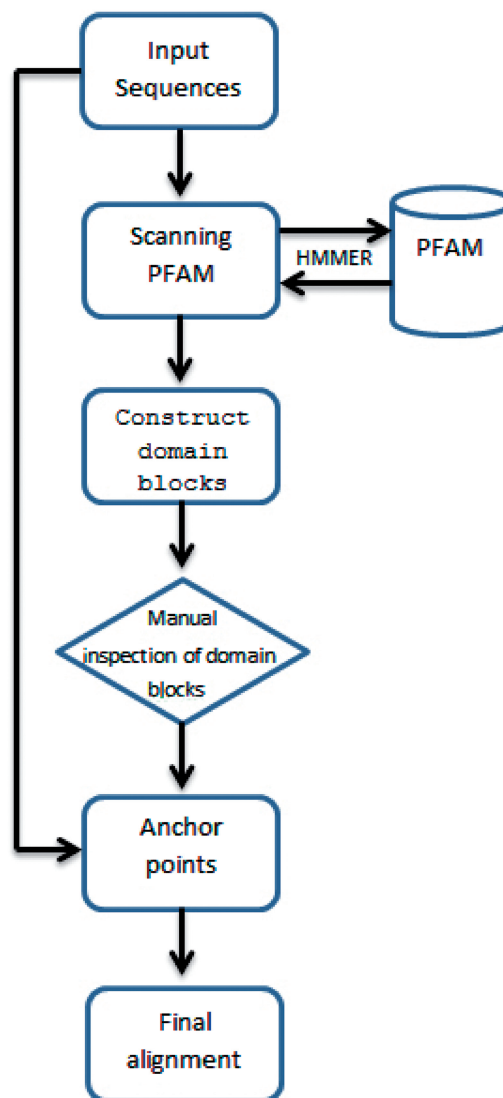 Input
Sequences
Scanning
PFAM
HMMER
PFAM
Construct
domain
blocks
Manual
inspection of domain
blocks
Anchor
points
Final
alignment